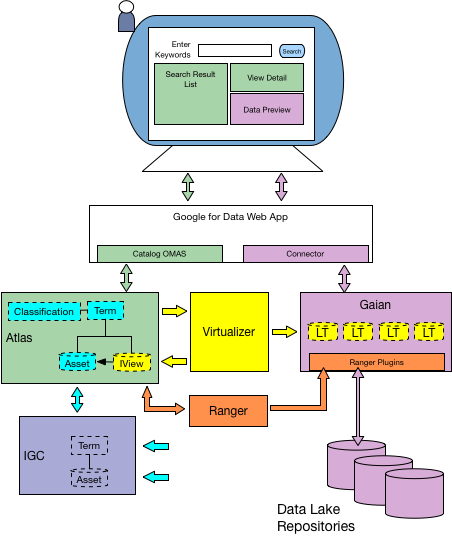 Enter
Keywords
Search
Search Result
List
View Detail
Data Preview
Google for Data Web App
Catalog OMAS
Connector
Classification
Term
Atlas
Asset
IView
Virtualizer
Gaian
LT
LT
LT
LT
Ranger Plugins
Ranger
IGC
Term
Asset
Data Lake
Repositories